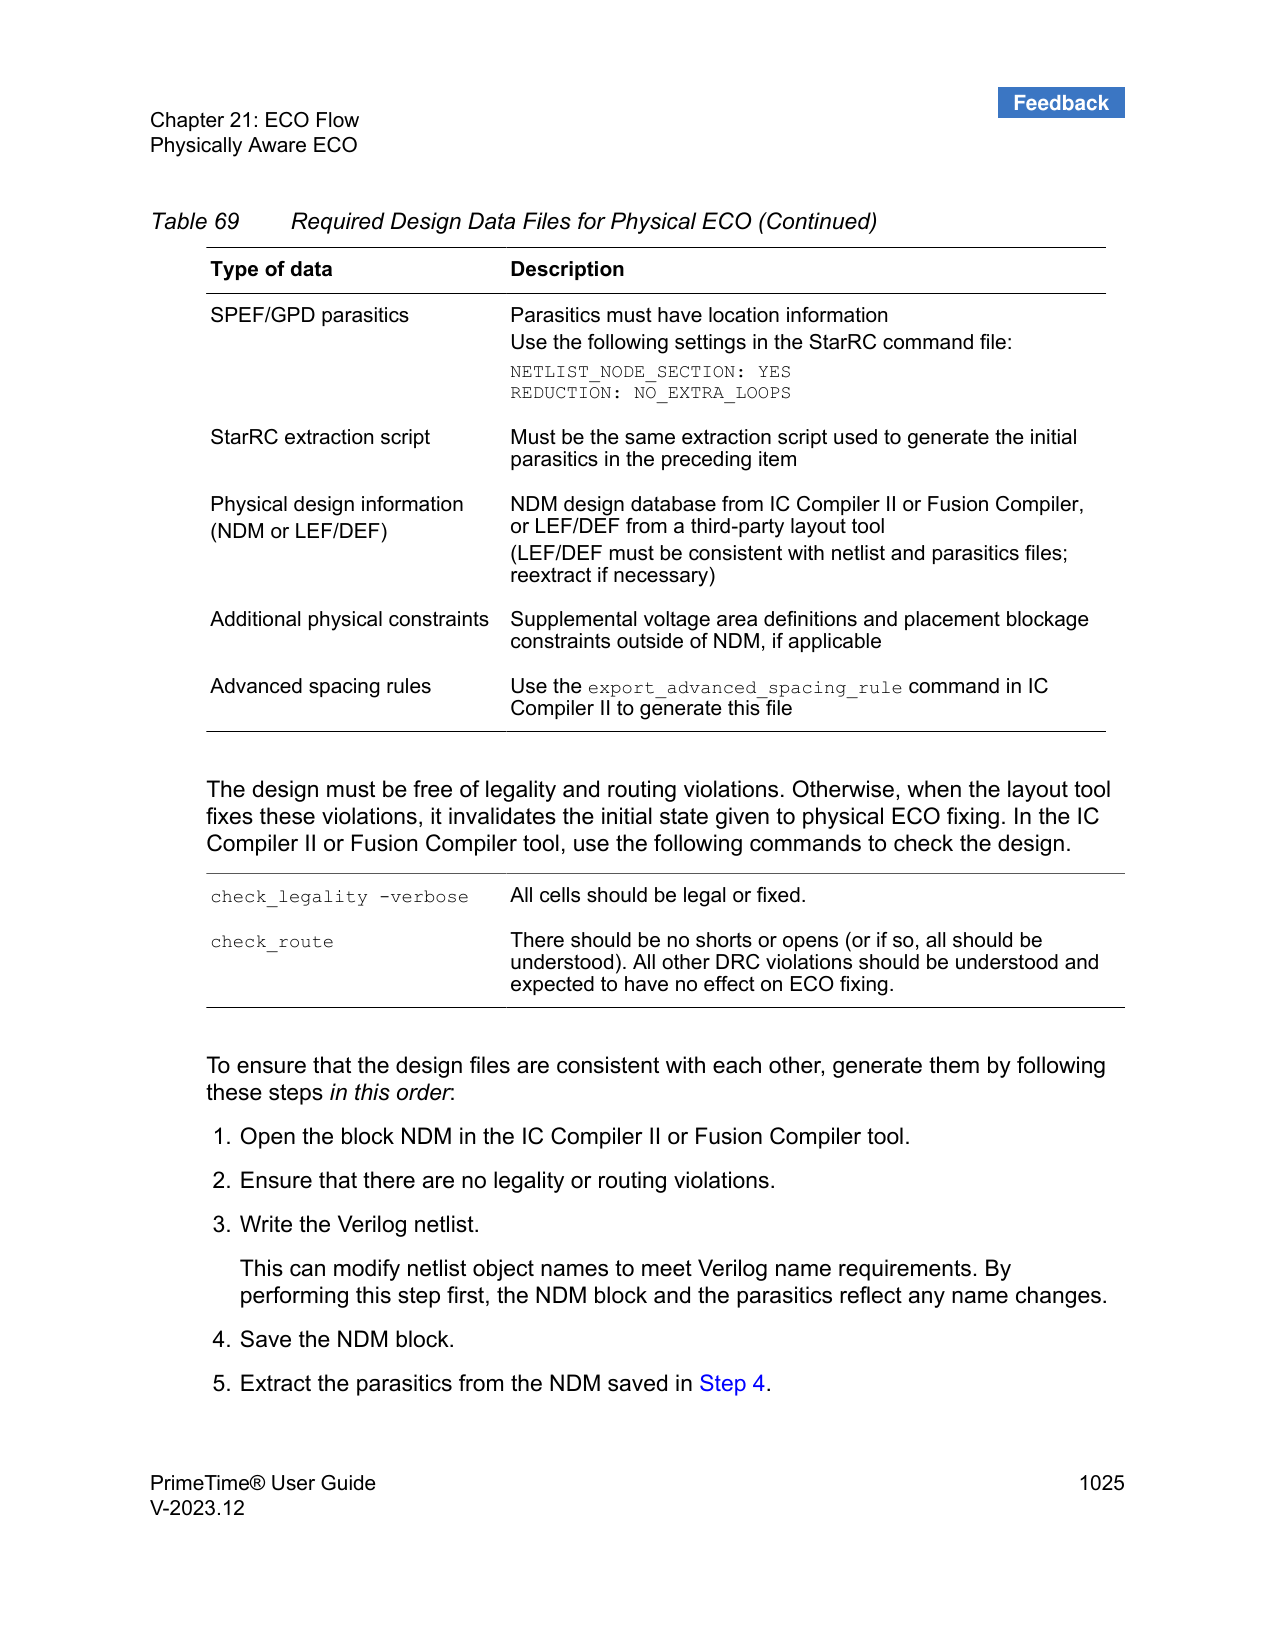 Feedback
Chapter 21: ECO Flow
Physically Aware ECO
Table 69 Required Design Data Files for Physical ECO (Continued)
Type of data Description
SPEF/GPD parasitics Parasitics must have location information
Use the following settings in the StarRC command file:
NETLIST_NODE_SECTION: YES
REDUCTION: NO_EXTRA_LOOPS
StarRC extraction script Must be the same extraction script used to generate the initial
parasitics in the preceding item
Physical design information NDM design database from IC Compiler II or Fusion Compiler,
(NDM or LEF/DEF) or LEF/DEF from a third-party layout tool
(LEF/DEF must be consistent with netlist and parasitics files;
reextract if necessary)
Additional physical constraints Supplemental voltage area definitions and placement blockage
constraints outside of NDM, if applicable
Advanced spacing rules Use the export_advanced_spacing_rule command in IC
Compiler II to generate this file
The design must be free of legality and routing violations. Otherwise, when the layout tool
fixes these violations, it invalidates the initial state given to physical ECO fixing. In the IC
Compiler II or Fusion Compiler tool, use the following commands to check the design.
check_legality -verbose All cells should be legal or fixed.
check_route There should be no shorts or opens (or if so, all should be
understood). All other DRC violations should be understood and
expected to have no effect on ECO fixing.
To ensure that the design files are consistent with each other, generate them by following
these steps in this order:
1. Open the block NDM in the IC Compiler II or Fusion Compiler tool.
2. Ensure that there are no legality or routing violations.
3. Write the Verilog netlist.
This can modify netlist object names to meet Verilog name requirements. By
performing this step first, the NDM block and the parasitics reflect any name changes.
4. Save the NDM block.
5. Extract the parasitics from the NDM saved in Step 4.
PrimeTime® User Guide 1025
V-2023.12